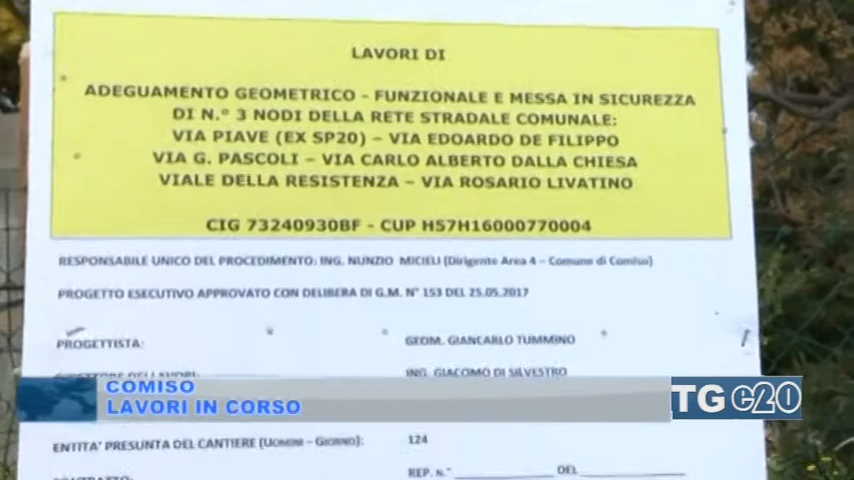 LAVORI DI
ADEGUAMENTO GEOMETRICO - FUNZIONALE E MESSA IN SICUREZZA
DI N.° 3 NODI DELLA RETE STRADALE COMUNALE:
VIA PIAVE (EX SP20) – VIA EDOARDO DE FILIPPO
VIA G. PASCOLI – VIA CARLO ALBERTO DALLA CHIESA
VIALE DELLA RESISTENZA – VIA ROSARIO LIVATINO
CIG 73240930BF - CUP H57H16000770004
RESPONSABILE UNICO DEL PROCEDIMENTO: ING. NUNZIO MICIELI (Dirigente Area 4 – Comune di Comiso)
PROGETTO ESECUTIVO APPROVATO CON DELIBERA DI G.M. N° 153 DEL 25.05.2017
PROGETTISTA: GEOM. GIANCARLO TUMMINO
ING. GIACOMO DI SILVESTRO
COMISO
LAVORI IN CORSO
TG e20
ENTITA' PRESUNTA DEL CANTIERE (UOMINI – GIORNO): 124
REP. N.° ____________ DEL ____________